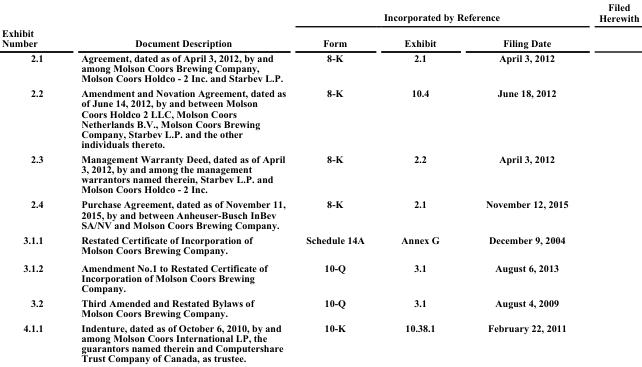 Incorporated by Reference
Filed
Herewith
Exhibit
Number
Document Description
Form
Exhibit
Filing Date
2.1
Agreement, dated as of April 3, 2012, by and
among Molson Coors Brewing Company,
Molson Coors Holdco - 2 Inc. and Starbev L.P.
8-K
2.1
April 3, 2012
2.2
Amendment and Novation Agreement, dated as
of June 14, 2012, by and between Molson
Coors Holdco 2 LLC, Molson Coors
Netherlands B.V., Molson Coors Brewing
Company, Starbev L.P. and the other
individuals thereto.
8-K
10.4
June 18, 2012
2.3
Management Warranty Deed, dated as of April
3, 2012, by and among the management
warrantors named therein, Starbev L.P. and
Molson Coors Holdco - 2 Inc.
8-K
2.2
April 3, 2012
2.4
Purchase Agreement, dated as of November 11,
2015, by and between Anheuser-Busch InBev
SA/NV and Molson Coors Brewing Company.
8-K
2.1
November 12, 2015
3.1.1
Restated Certificate of Incorporation of
Molson Coors Brewing Company.
Schedule 14A
Annex G
December 9, 2004
3.1.2
Amendment No.1 to Restated Certificate of
Incorporation of Molson Coors Brewing
Company.
10-Q
3.1
August 6, 2013
3.2
Third Amended and Restated Bylaws of
Molson Coors Brewing Company.
10-Q
3.1
August 4, 2009
4.1.1
Indenture, dated as of October 6, 2010, by and
among Molson Coors International LP, the
guarantors named therein and Computershare
Trust Company of Canada, as trustee.
10-K
10.38.1
February 22, 2011